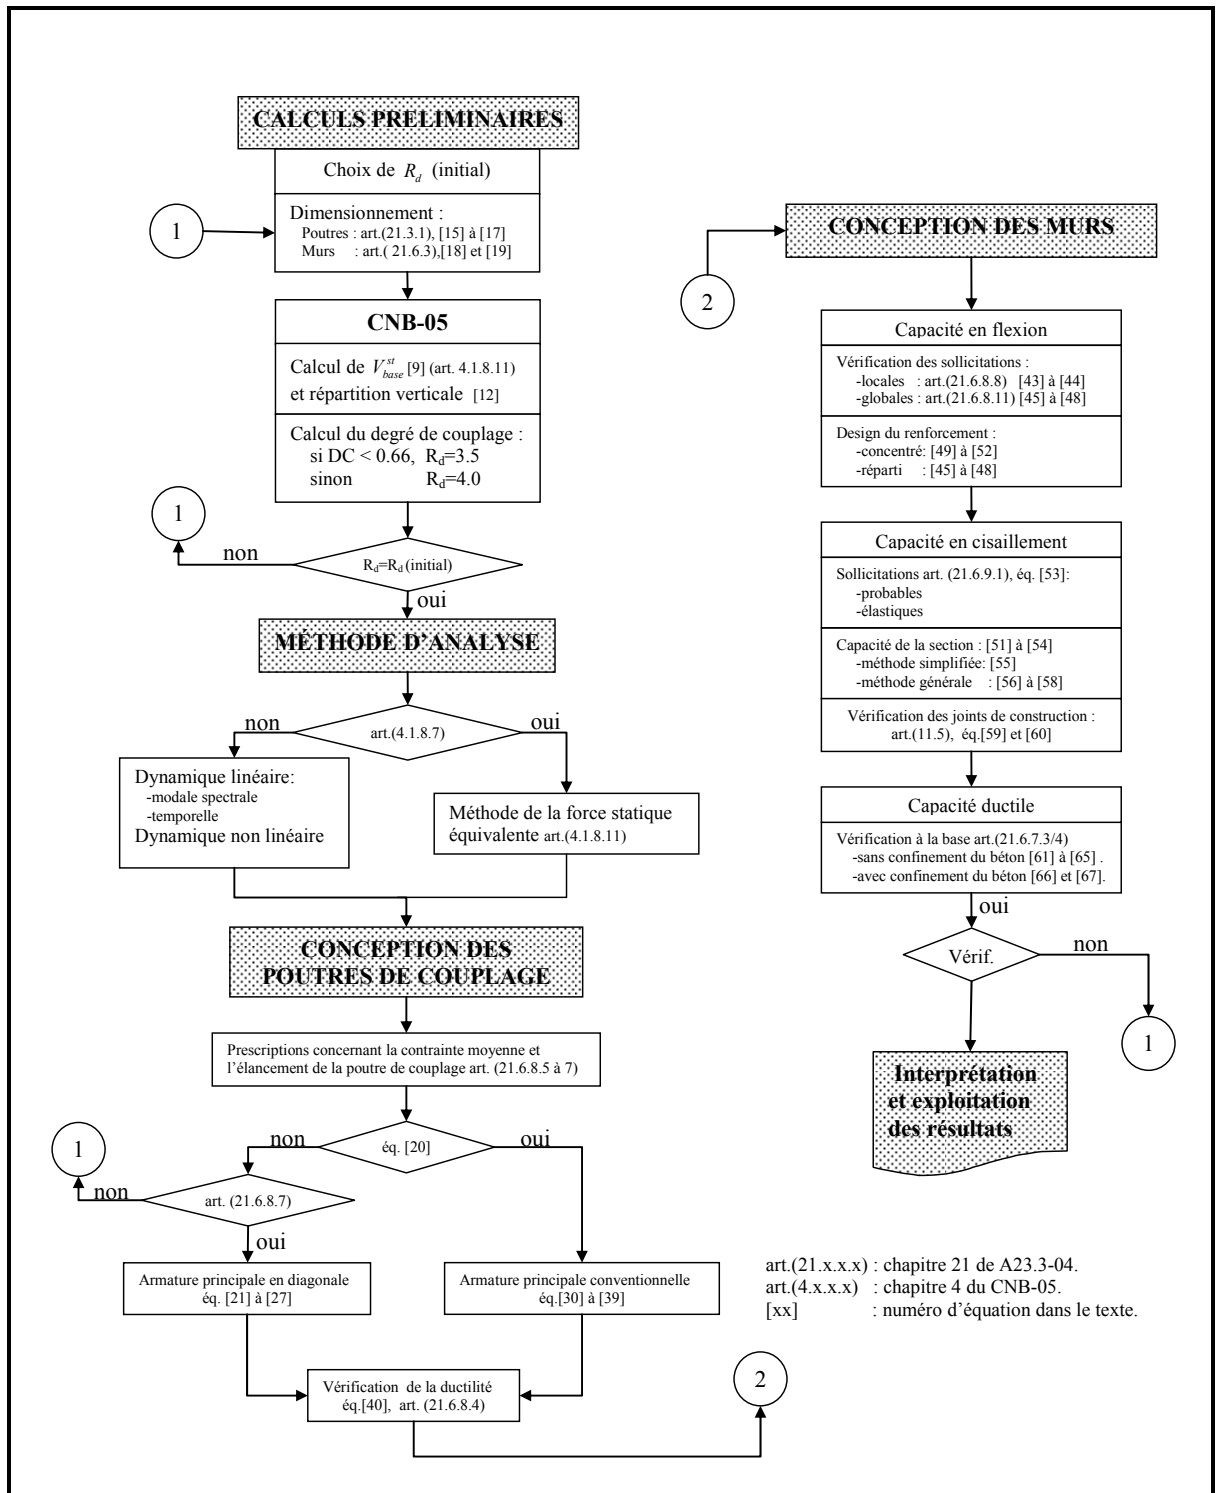 CALCULS PRELIMINAIRES
Choix de R_d (initial)
1
Dimensionnement :
Poutres : art.(21.3.1), [15] à [17]
Murs : art.( 21.6.3),[18] et [19]
CNB-05
Calcul de V_base^st [9] (art. 4.1.8.11)
et répartition verticale [12]
Calcul du degré de couplage :
si DC < 0.66, R_d=3.5
sinon R_d=4.0
1
non
R_d=R_d (initial)
oui
MÉTHODE D'ANALYSE
non
art.(4.1.8.7)
oui
Dynamique linéaire:
-modale spectrale
-temporelle
Dynamique non linéaire
Méthode de la force statique
équivalente art.(4.1.8.11)
CONCEPTION DES
POUTRES DE COUPLAGE
Prescriptions concernant la contrainte moyenne et
l'élancement de la poutre de couplage art. (21.6.8.5 à 7)
1
non
éq. [20]
oui
non
art. (21.6.8.7)
oui
Armature principale en diagonale
éq. [21] à [27]
Armature principale conventionnelle
éq.[30] à [39]
Vérification de la ductilité
éq.[40], art. (21.6.8.4)
2
2
CONCEPTION DES MURS
Capacité en flexion
Vérification des sollicitations :
-locales : art.(21.6.8.8) [43] à [44]
-globales : art.(21.6.8.11) [45] à [48]
Design du renforcement :
-concentré: [49] à [52]
-réparti : [45] à [48]
Capacité en cisaillement
Sollicitations art. (21.6.9.1), éq. [53]:
-probables
-élastiques
Capacité de la section : [51] à [54]
-méthode simplifiée: [55]
-méthode générale : [56] à [58]
Vérification des joints de construction :
art.(11.5), éq.[59] et [60]
Capacité ductile
Vérification à la base art.(21.6.7.3/4)
-sans confinement du béton [61] à [65] .
-avec confinement du béton [66] et [67].
oui
Vérif.
non
1
Interprétation
et exploitation
des résultats
art.(21.x.x.x) : chapitre 21 de A23.3-04.
art.(4.x.x.x) : chapitre 4 du CNB-05.
[xx] : numéro d'équation dans le texte.